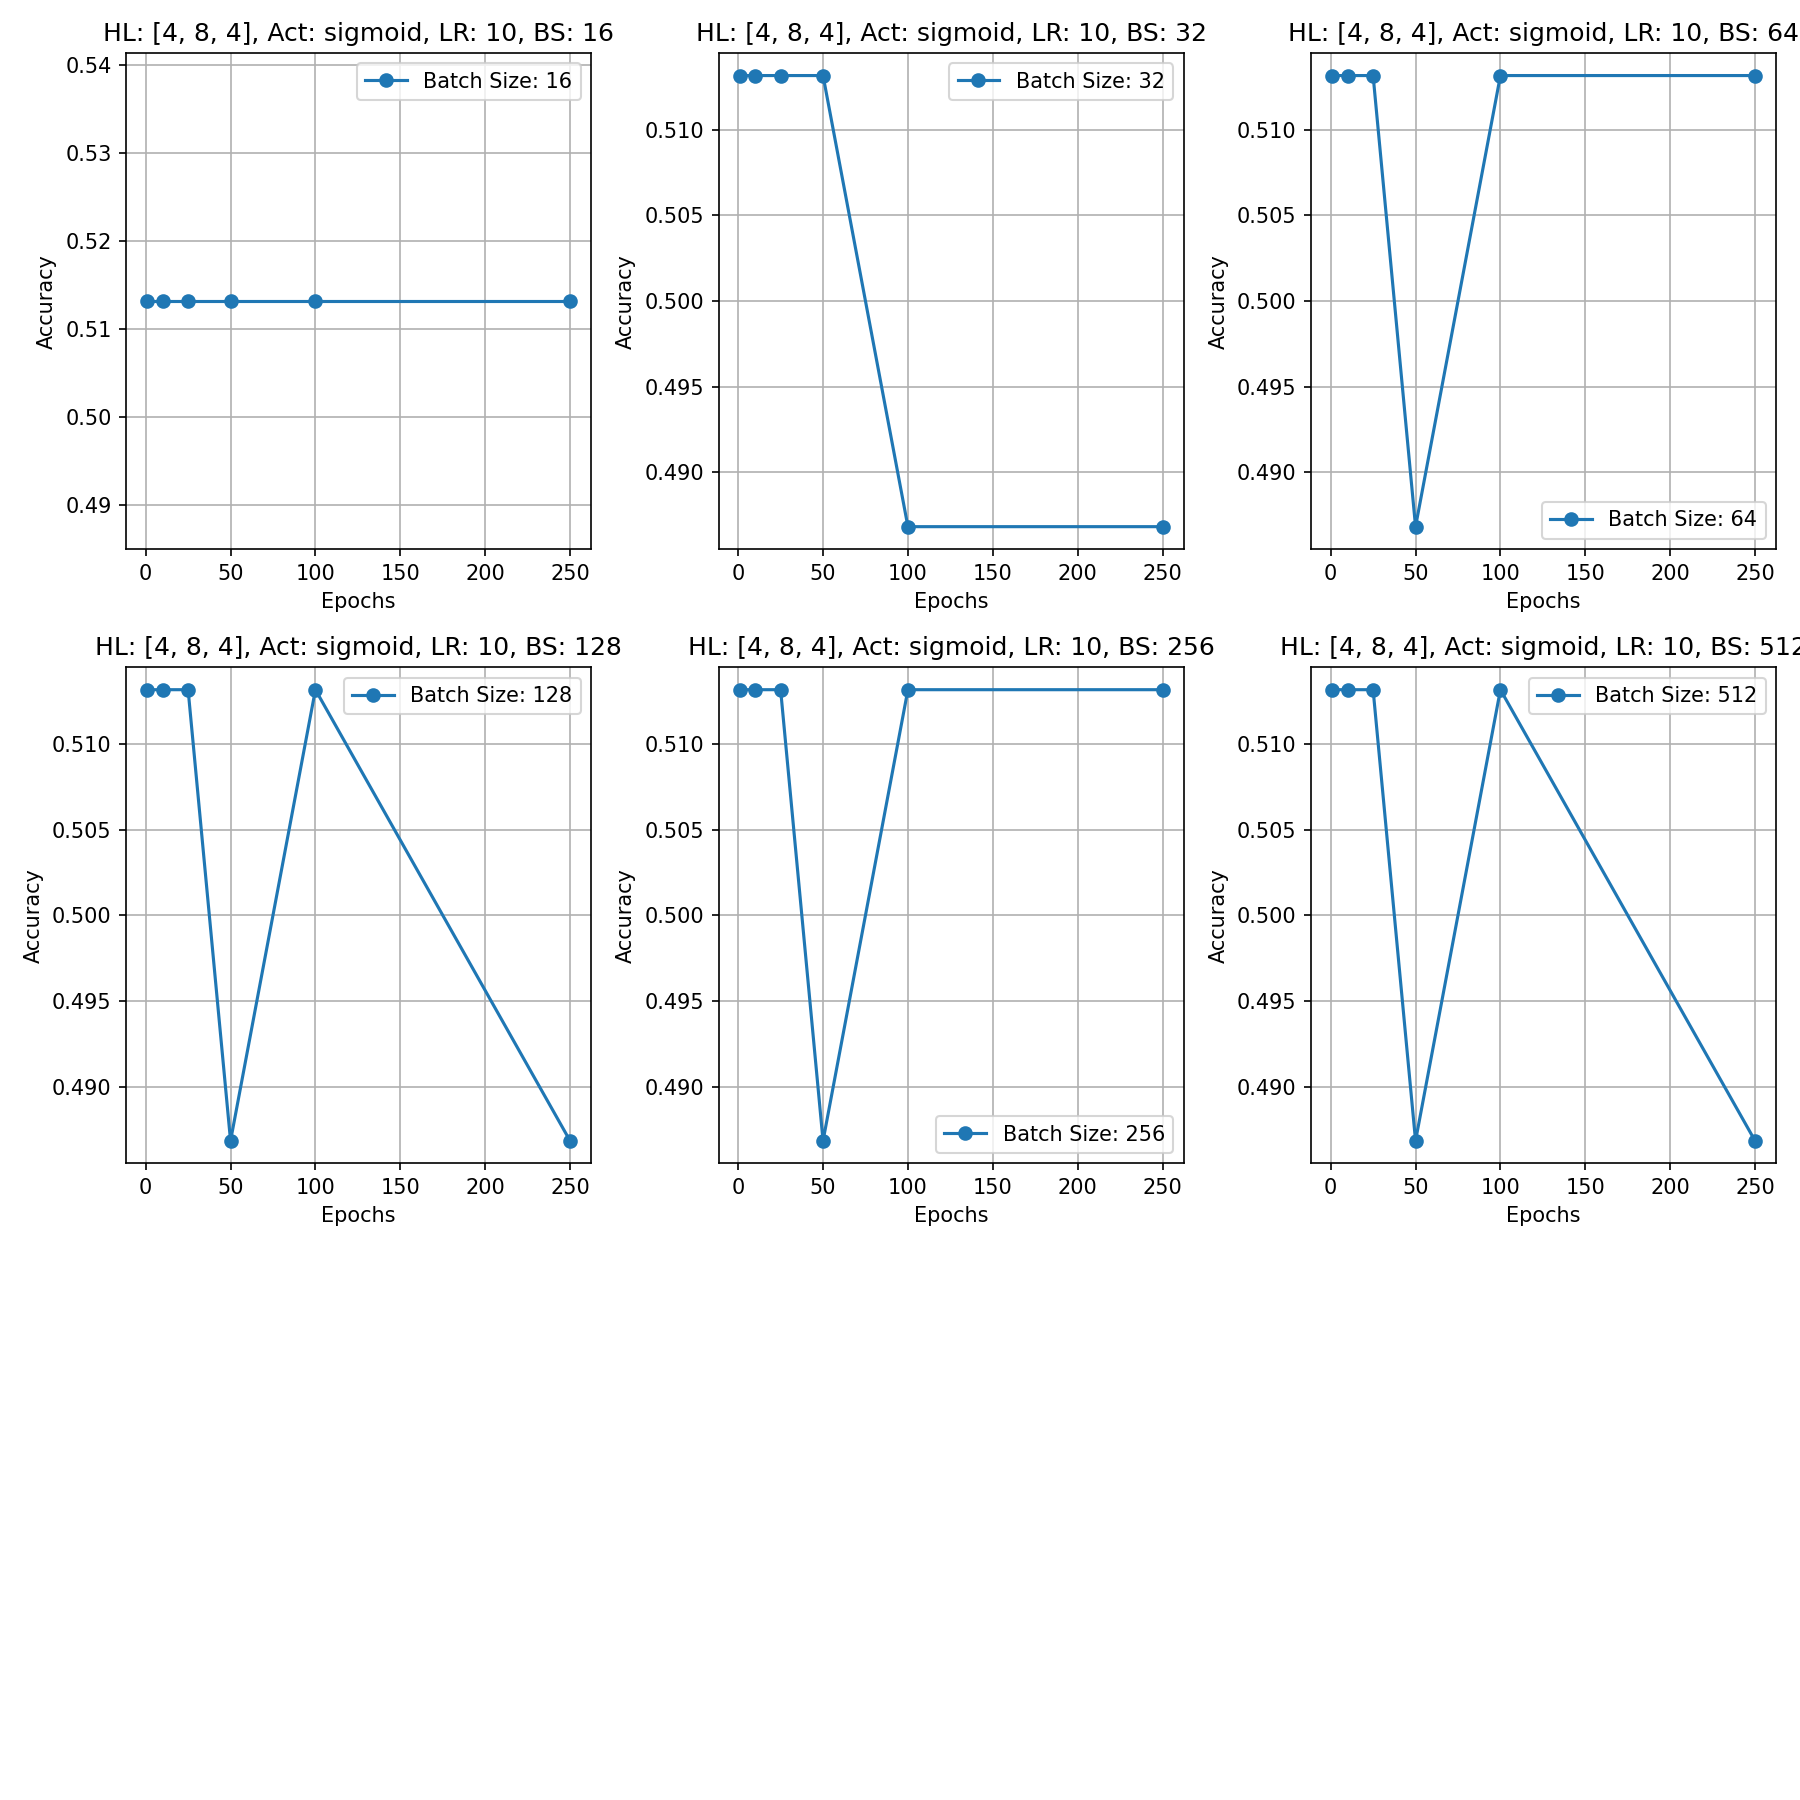 HL: [4, 8, 4], Act: sigmoid, LR: 10, BS: 16
Batch Size: 16
0.54
0.53
0.52
0.51
0.50
0.49
Accuracy
0 50 100 150 200 250
Epochs
HL: [4, 8, 4], Act: sigmoid, LR: 10, BS: 32
Batch Size: 32
0.510
0.505
0.500
0.495
0.490
Accuracy
0 50 100 150 200 250
Epochs
HL: [4, 8, 4], Act: sigmoid, LR: 10, BS: 64
0.510
0.505
0.500
0.495
0.490
Accuracy
Batch Size: 64
0 50 100 150 200 250
Epochs
HL: [4, 8, 4], Act: sigmoid, LR: 10, BS: 128
Batch Size: 128
0.510
0.505
0.500
0.495
0.490
Accuracy
0 50 100 150 200 250
Epochs
HL: [4, 8, 4], Act: sigmoid, LR: 10, BS: 256
0.510
0.505
0.500
0.495
0.490
Accuracy
Batch Size: 256
0 50 100 150 200 250
Epochs
HL: [4, 8, 4], Act: sigmoid, LR: 10, BS: 512
Batch Size: 512
0.510
0.505
0.500
0.495
0.490
Accuracy
0 50 100 150 200 250
Epochs